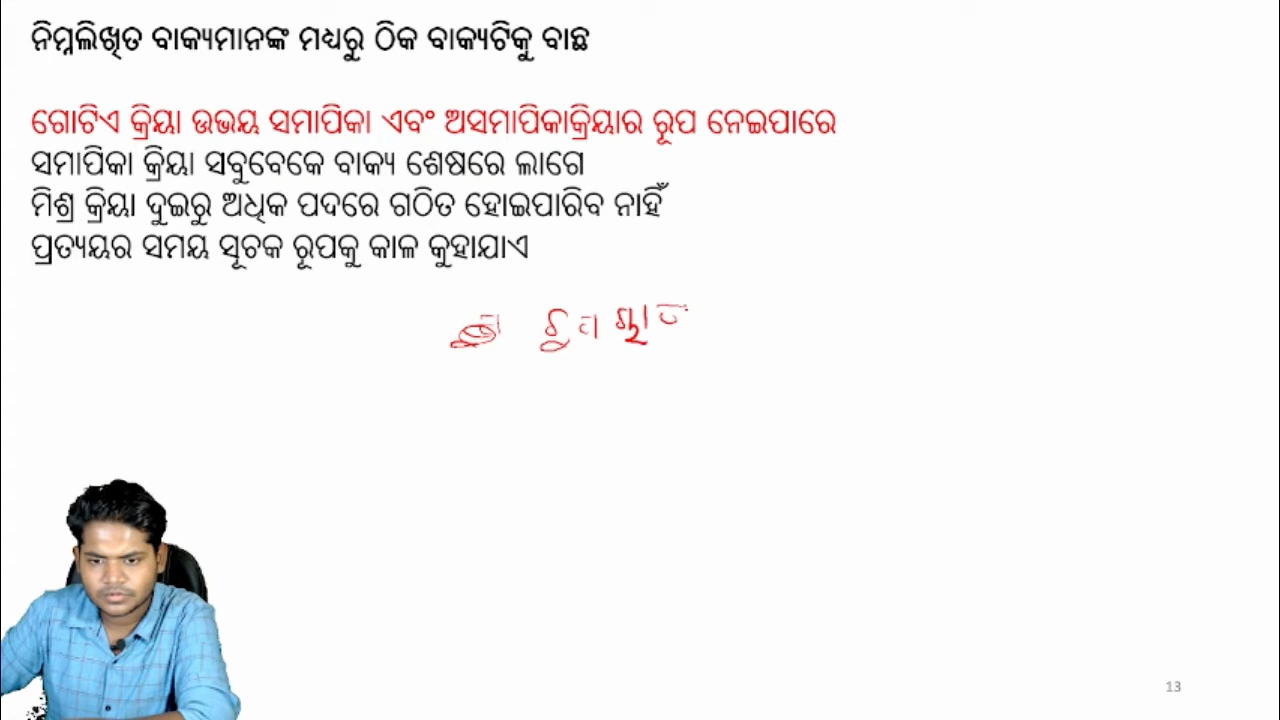 ନିମ୍ନଲିଖିତ ବାକ୍ୟମାନଙ୍କ ମଧ୍ୟରୁ ଠିକ ବାକ୍ୟଟିକୁ ବାଛ
ଗୋଟିଏ କ୍ରିୟା ଉଭୟ ସମାପିକା ଏବଂ ଅସମାପିକାକ୍ରିୟାର ରୂପ ନେଇପାରେ
ସମାପିକା କ୍ରିୟା ସବୁବେକେ ବାକ୍ୟ ଶେଷରେ ଲାଗେ
ମିଶ୍ର କ୍ରିୟା ଦୁଇରୁ ଅଧିକ ପଦରେ ଗଠିତ ହୋଇପାରିବ ନାହିଁ
ପ୍ରତ୍ୟୟର ସମୟ ସୂଚକ ରୂପକୁ କାଳ କୁହାଯାଏ
13